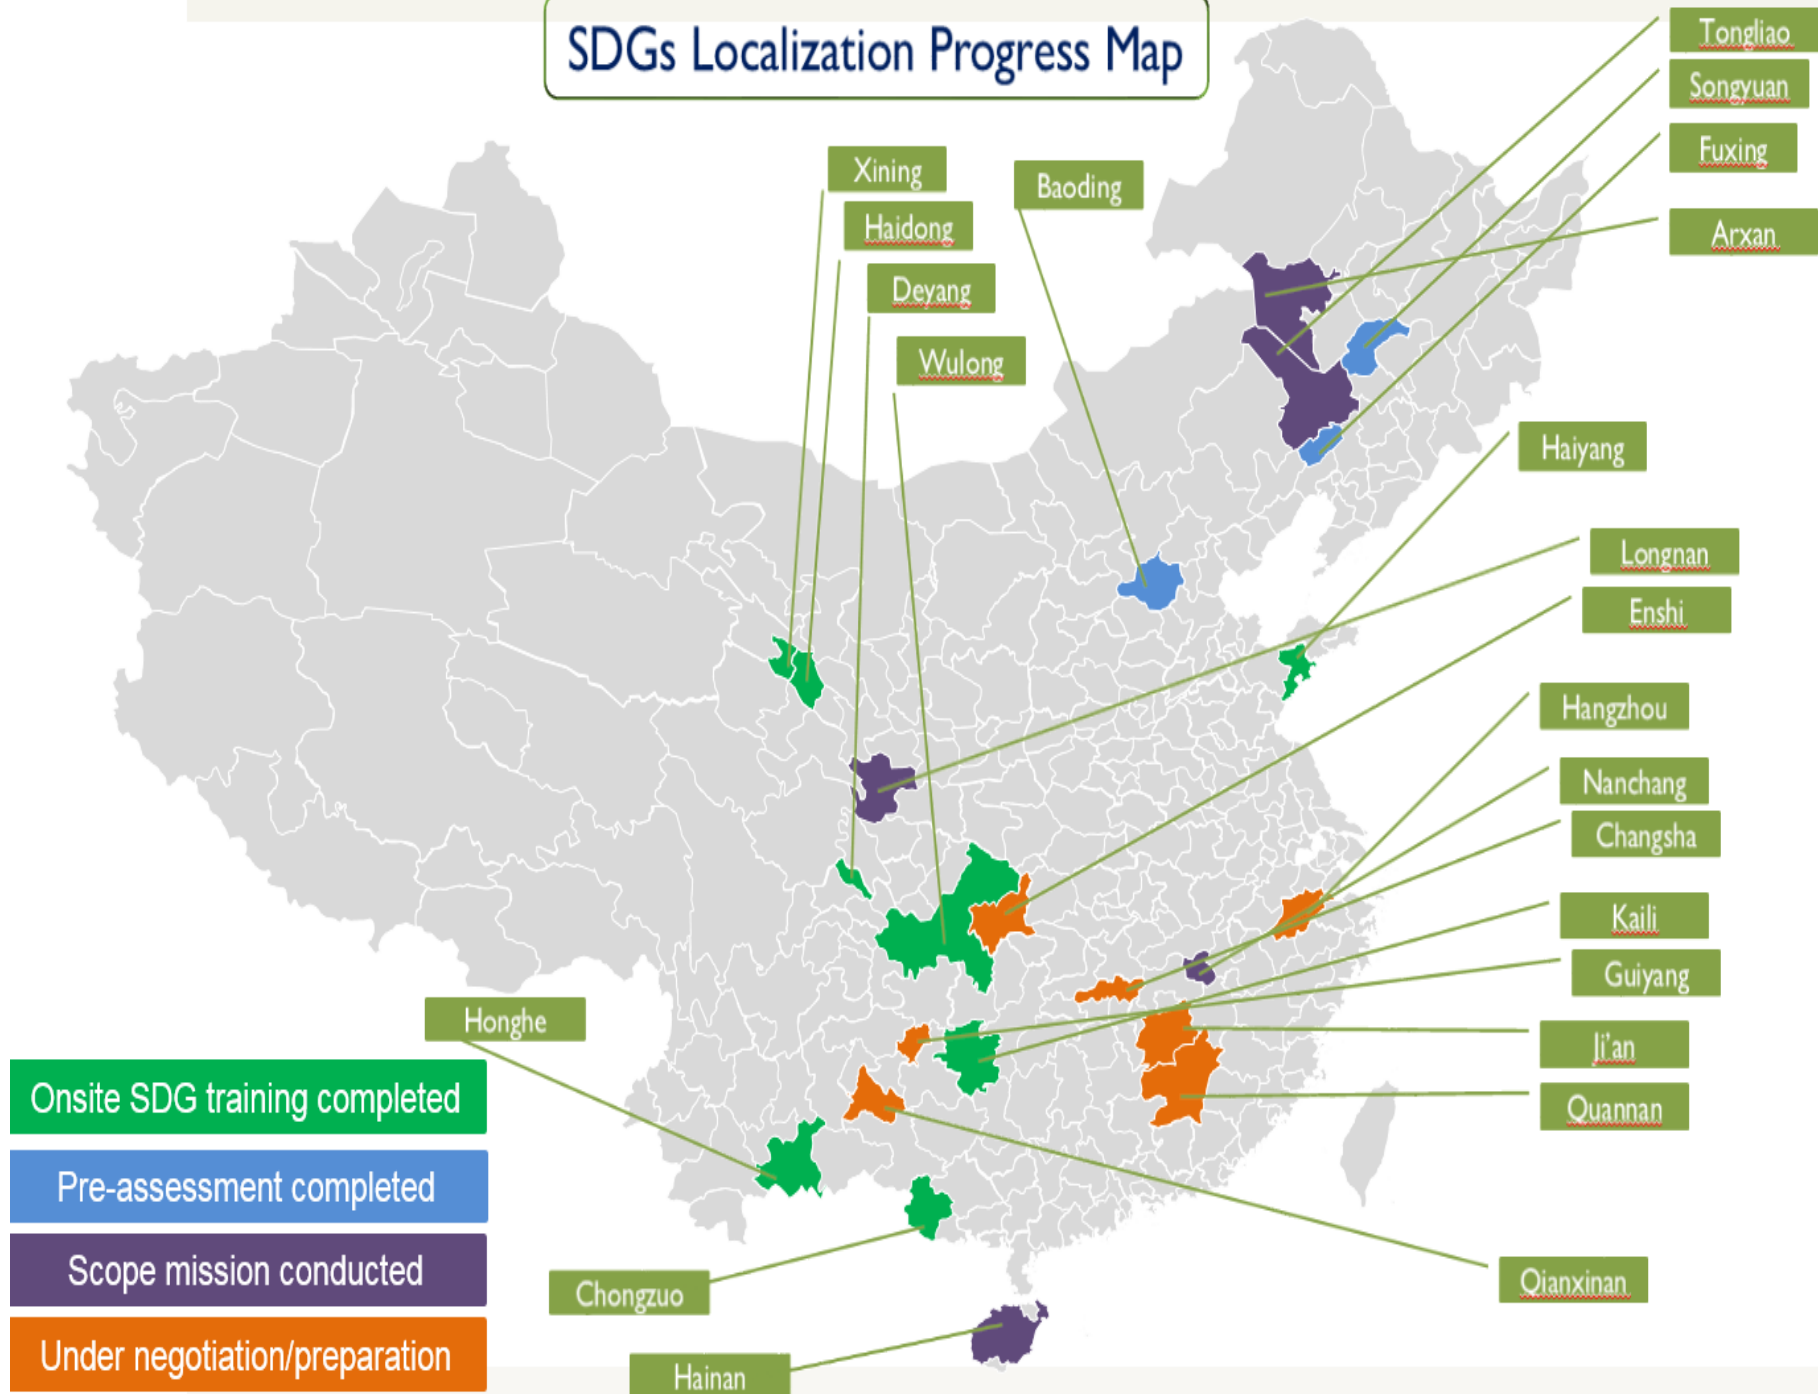 SDGs Localization Progress Map
Tongliao
Songyuan
Fuxing
Arxan
Xining
Baoding
Haidong
Deyang
Wulong
Haiyang
Longnan
Enshi
Hangzhou
Nanchang
Changsha
Kaili
Guiyang
Ji'an
Quannan
Honghe
Onsite SDG training completed
Pre-assessment completed
Scope mission conducted
Under negotiation/preparation
Chongzuo
Qianxinan
Hainan